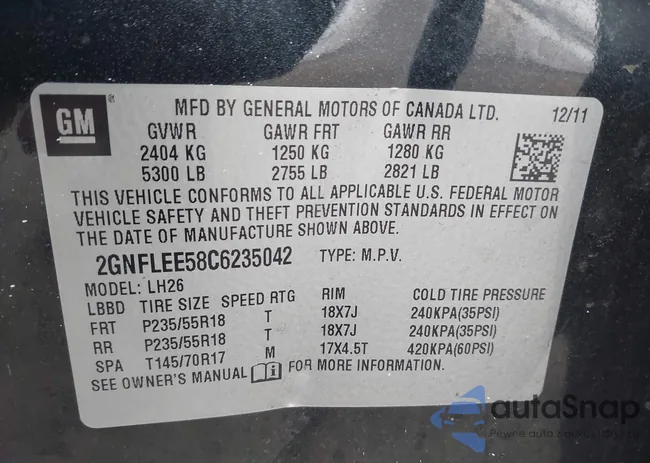 GM
MFD BY GENERAL MOTORS OF CANADA LTD. 12/11
GVWR GAWR FRT GAWR RR
2404 KG 1250 KG 1280 KG
5300 LB 2755 LB 2821 LB
THIS VEHICLE CONFORMS TO ALL APPLICABLE U.S. FEDERAL MOTOR
VEHICLE SAFETY AND THEFT PREVENTION STANDARDS IN EFFECT ON
THE DATE OF MANUFACTURE SHOWN ABOVE.
2GNFLEE58C6235042 TYPE: M.P.V.
MODEL: LH26
LBBD TIRE SIZE SPEED RTG RIM COLD TIRE PRESSURE
FRT P235/55R18 T 18X7J 240KPA(35PSI)
RR P235/55R18 T 18X7J 240KPA(35PSI)
SPA T145/70R17 M 17X4.5T 420KPA(60PSI)
SEE OWNER'S MANUAL FOR MORE INFORMATION.
autaSnap
Pewne auta z aukcji